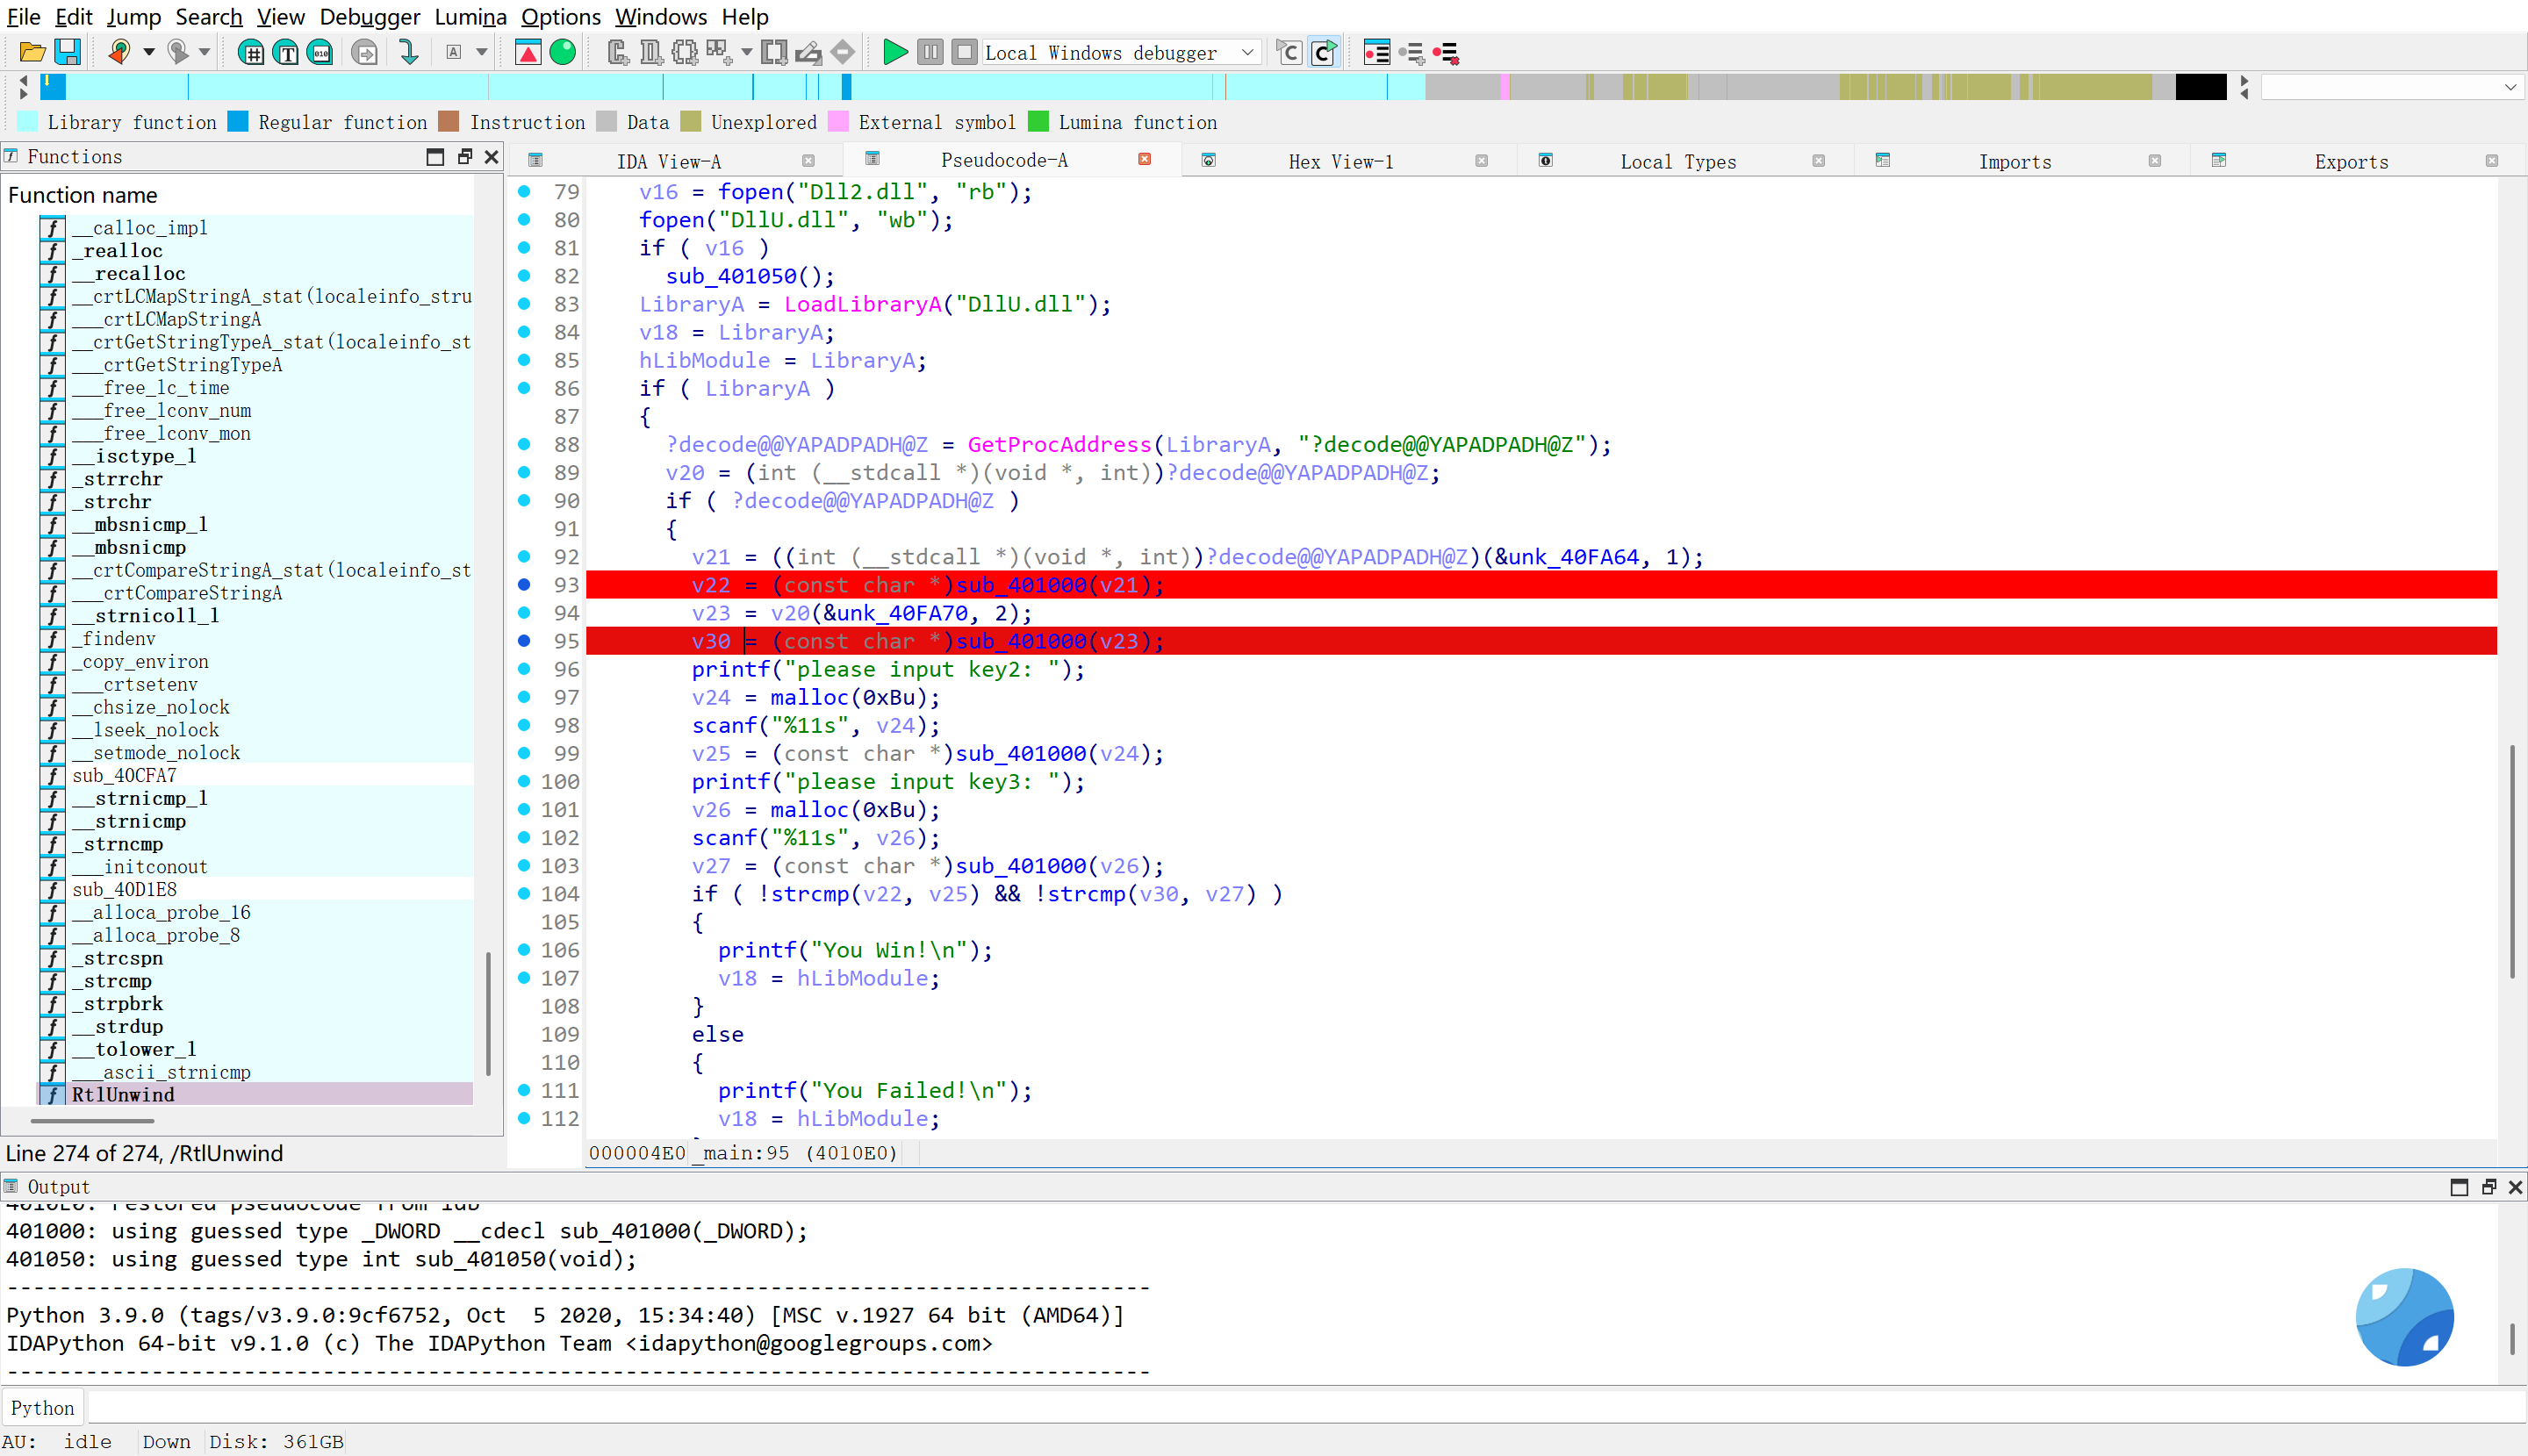 File Edit Jump Search View Debugger Lumina Options Windows Help
Local Windows debugger
Library function Regular function Instruction Data Unexplored External symbol Lumina function
Functions
Function name
__calloc_impl
_realloc
__recalloc
__crtLCMapStringA_stat(localeinfo_stru
___crtLCMapStringA
__crtGetStringTypeA_stat(localeinfo_st
___crtGetStringTypeA
___free_lc_time
___free_lconv_num
___free_lconv_mon
__isctype_l
_strrchr
_strchr
__mbsnicmp_l
__mbsnicmp
__crtCompareStringA_stat(localeinfo_st
___crtCompareStringA
__strnicoll_l
_findenv
_copy_environ
___crtsetenv
__chsize_nolock
__lseek_nolock
__setmode_nolock
sub_40CFA7
__strnicmp_l
__strnicmp
_strncmp
___initconout
sub_40D1E8
__alloca_probe_16
__alloca_probe_8
_strcspn
_strcmp
_strpbrk
__strdup
__tolower_l
___ascii_strnicmp
RtlUnwind
Line 274 of 274, /RtlUnwind
IDA View-A Pseudocode-A Hex View-1 Local Types Imports Exports
79 v16 = fopen("Dll2.dll", "rb");
80 fopen("DllU.dll", "wb");
81 if ( v16 )
82 sub_401050();
83 LibraryA = LoadLibraryA("DllU.dll");
84 v18 = LibraryA;
85 hLibModule = LibraryA;
86 if ( LibraryA )
87 {
88 ?decode@@YAPADPADH@Z = GetProcAddress(LibraryA, "?decode@@YAPADPADH@Z");
89 v20 = (int (__stdcall *)(void *, int))?decode@@YAPADPADH@Z;
90 if ( ?decode@@YAPADPADH@Z )
91 {
92 v21 = ((int (__stdcall *)(void *, int))?decode@@YAPADPADH@Z)(&unk_40FA64, 1);
93 v22 = (const char *)sub_401000(v21);
94 v23 = v20(&unk_40FA70, 2);
95 v30 = (const char *)sub_401000(v23);
96 printf("please input key2: ");
97 v24 = malloc(0xBu);
98 scanf("%11s", v24);
99 v25 = (const char *)sub_401000(v24);
100 printf("please input key3: ");
101 v26 = malloc(0xBu);
102 scanf("%11s", v26);
103 v27 = (const char *)sub_401000(v26);
104 if ( !strcmp(v22, v25) && !strcmp(v30, v27) )
105 {
106 printf("You Win!\n");
107 v18 = hLibModule;
108 }
109 else
110 {
111 printf("You Failed!\n");
112 v18 = hLibModule;
000004E0 _main:95 (4010E0)
Output
4010E0: restored pseudocode from idb
401000: using guessed type _DWORD __cdecl sub_401000(_DWORD);
401050: using guessed type int sub_401050(void);
---------------------------------------------------------------------------------------
Python 3.9.0 (tags/v3.9.0:9cf6752, Oct  5 2020, 15:34:40) [MSC v.1927 64 bit (AMD64)]
IDAPython 64-bit v9.1.0 (c) The IDAPython Team <idapython@googlegroups.com>
---------------------------------------------------------------------------------------
Python
AU: idle Down Disk: 361GB